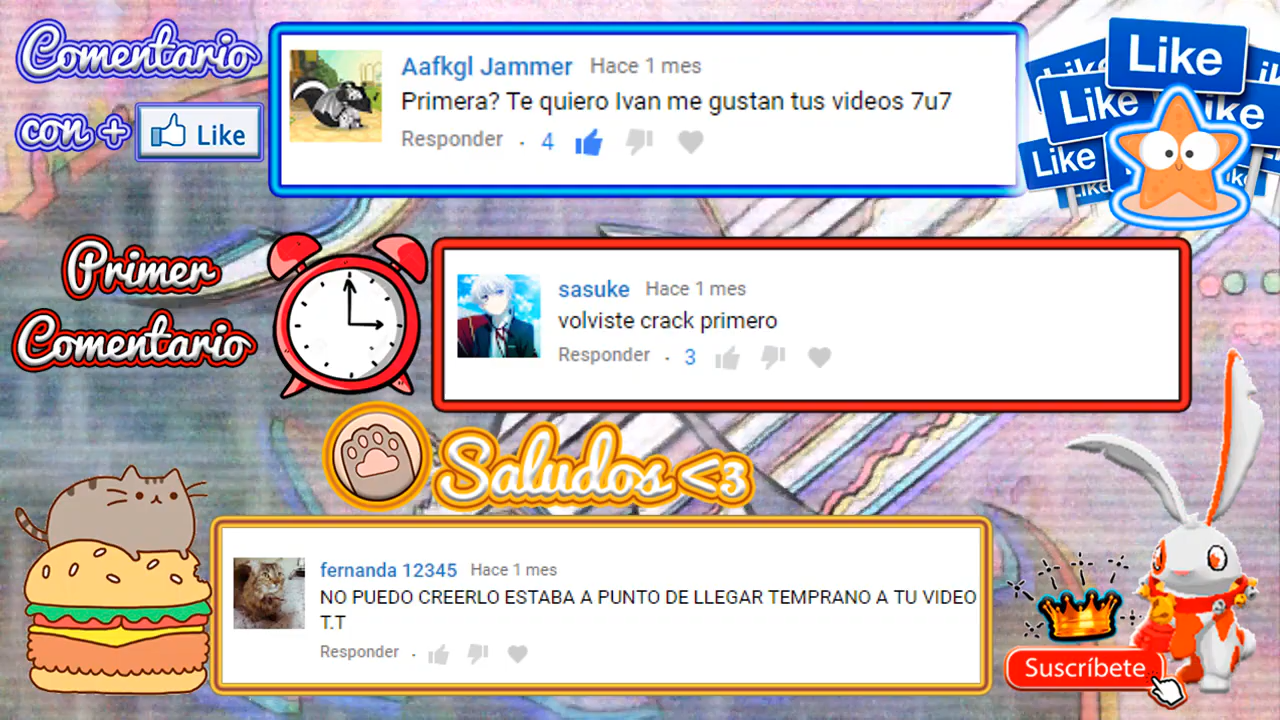 Comentario
con + Like
Aafkgl Jammer Hace 1 mes
Primera? Te quiero Ivan me gustan tus videos 7u7
Responder . 4
Like
Like
Like
Like
Like
Primer
Comentario
sasuke Hace 1 mes
volviste crack primero
Responder . 3
Saludos <3
fernanda 12345 Hace 1 mes
NO PUEDO CREERLO ESTABA A PUNTO DE LLEGAR TEMPRANO A TU VIDEO
T.T
Responder .
Suscríbete